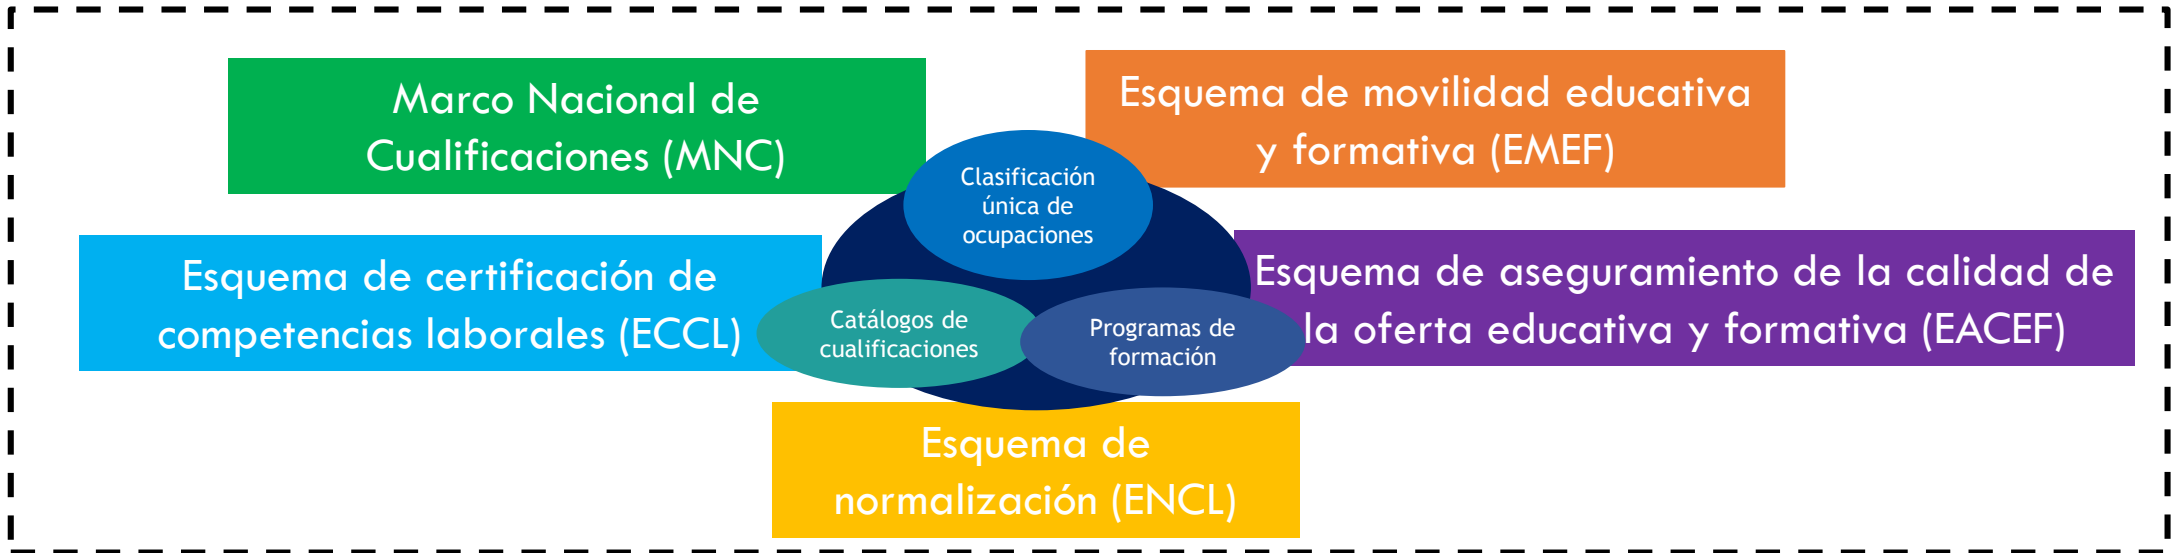 Marco Nacional de
Cualificaciones (MNC)
Esquema de movilidad educativa
y formativa (EMEF)
Clasificación
única de
ocupaciones
Esquema de certificación de
competencias laborales (ECCL)
Esquema de aseguramiento de la calidad de
la oferta educativa y formativa (EACEF)
Catálogos de
cualificaciones
Programas de
formación
Esquema de
normalización (ENCL)